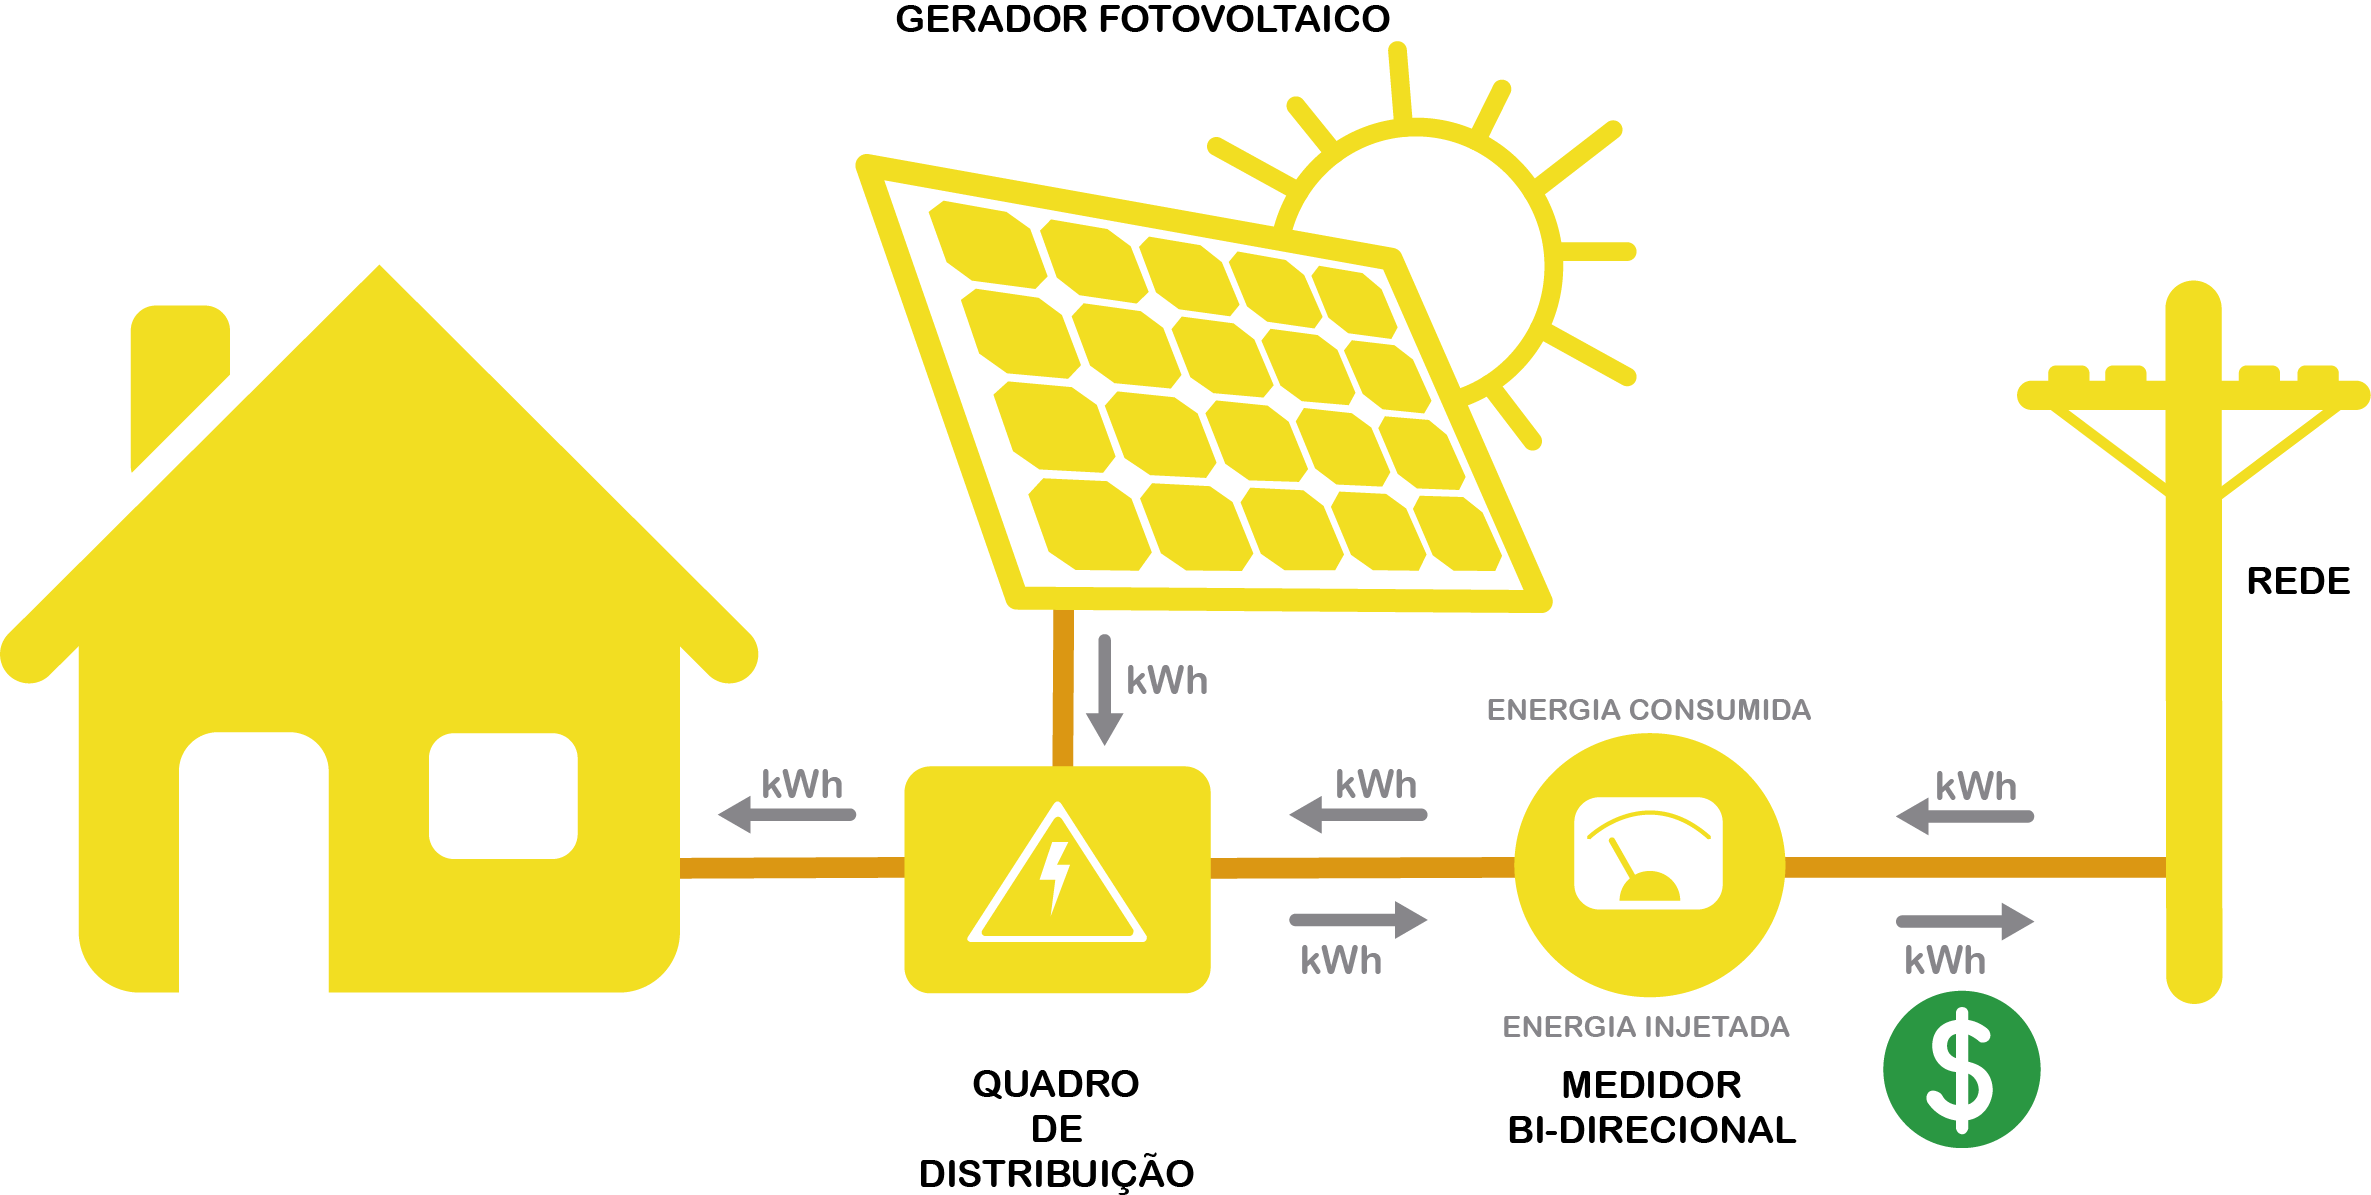 GERADOR FOTOVOLTAICO
REDE
kWh
ENERGIA CONSUMIDA
kWh
kWh
kWh
kWh
kWh
ENERGIA INJETADA
QUADRO
DE
DISTRIBUIÇÃO
MEDIDOR
BI-DIRECIONAL
$